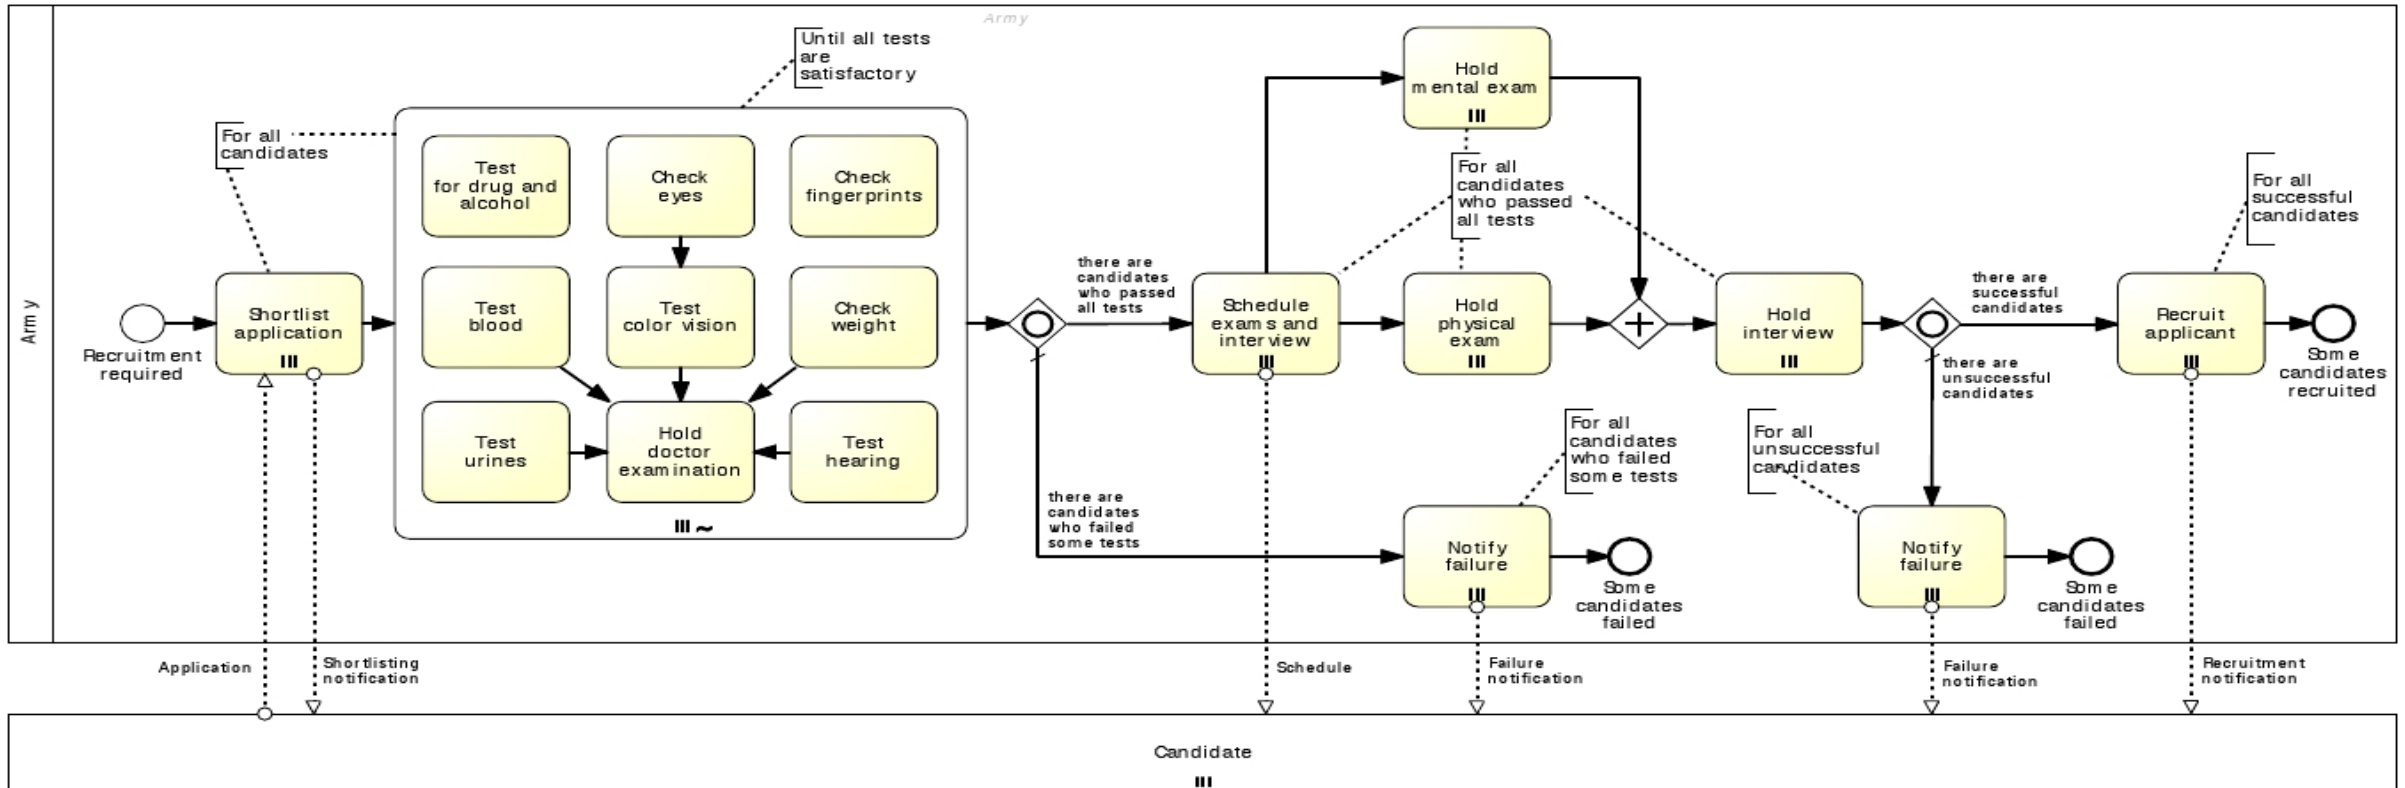 Army
Army
Until all tests
are
satisfactory
For all
candidates
Test
for drug and
alcohol
Check
eyes
Check
fingerprints
Test
blood
Test
color vision
Check
weight
Test
urines
Hold
doctor
examination
Test
hearing
Recruitment
required
Shortlist
application
there are
candidates
who passed
all tests
there are
candidates
who failed
some tests
Schedule
exams and
interview
Hold
mental exam
For all
candidates
who passed
all tests
Hold
physical
exam
Hold
interview
there are
successful
candidates
there are
unsuccessful
candidates
For all
successful
candidates
Recruit
applicant
Some
candidates
recruited
For all
candidates
who failed
some tests
Notify
failure
Some
candidates
failed
For all
unsuccessful
candidates
Notify
failure
Some
candidates
failed
Application
Shortlisting
notification
Schedule
Failure
notification
Failure
notification
Recruitment
notification
Candidate